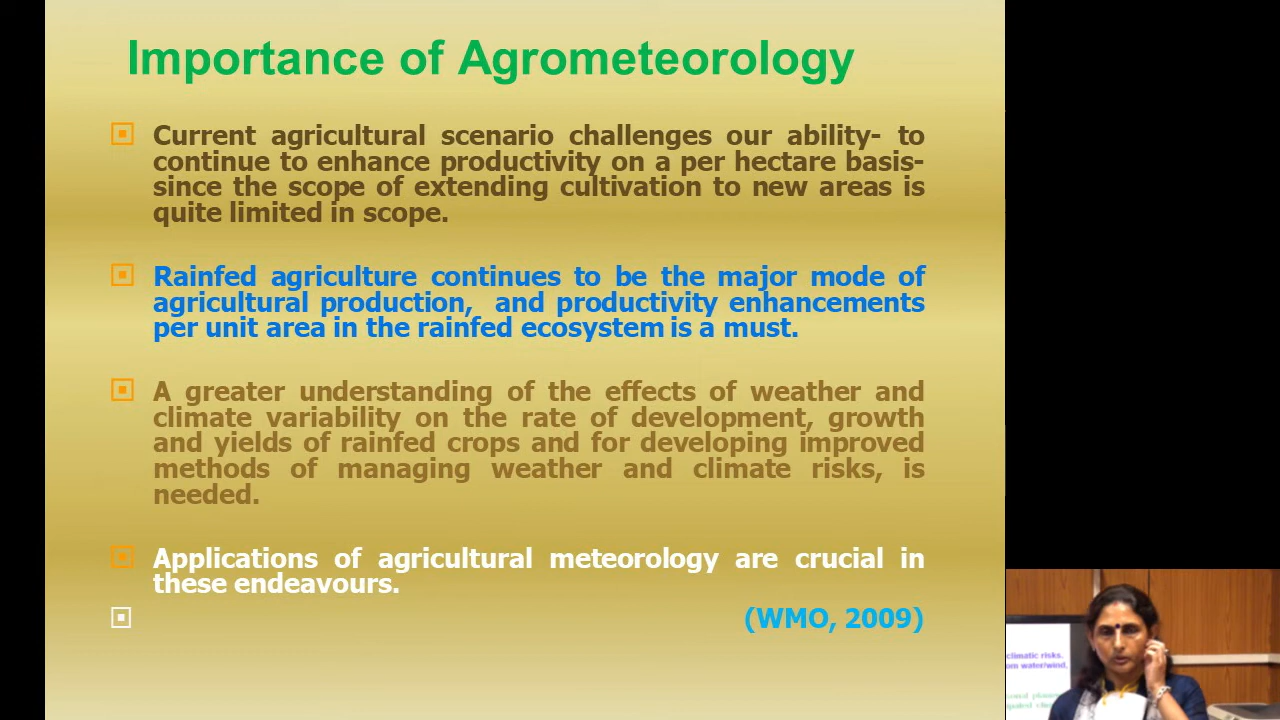 Importance of Agrometeorology
Current agricultural scenario challenges our ability- to
continue to enhance productivity on a per hectare basis-
since the scope of extending cultivation to new areas is
quite limited in scope.
Rainfed agriculture continues to be the major mode of
agricultural production, and productivity enhancements
per unit area in the rainfed ecosystem is a must.
A greater understanding of the effects of weather and
climate variability on the rate of development, growth
and yields of rainfed crops and for developing improved
methods of managing weather and climate risks, is
needed.
Applications of agricultural meteorology are crucial in
these endeavours.
(WMO, 2009)
climatic risks.
water/wind,